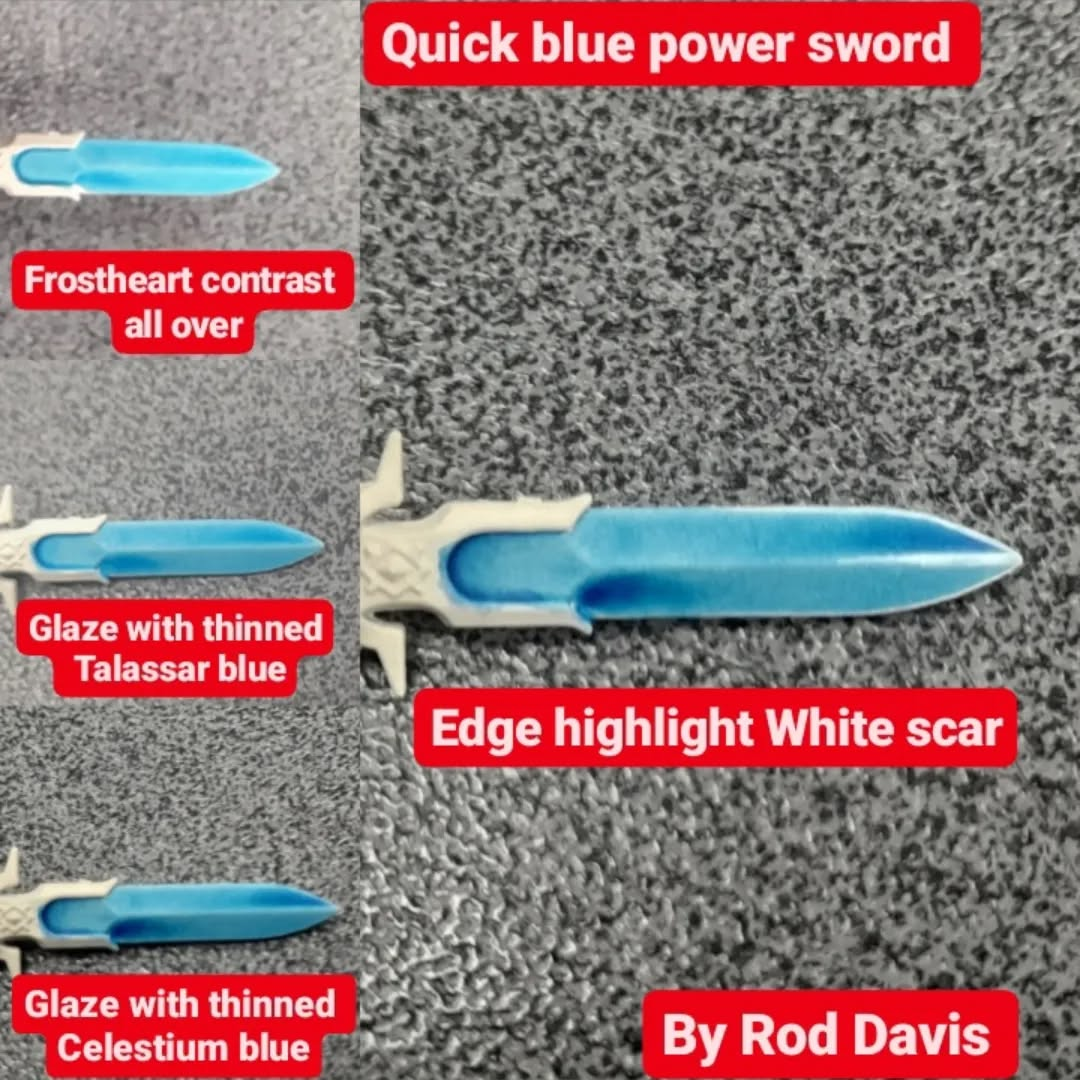 Quick blue power sword
Frostheart contrast
all over
Glaze with thinned
Talassar blue
Glaze with thinned
Celestium blue
Edge highlight White scar
By Rod Davis